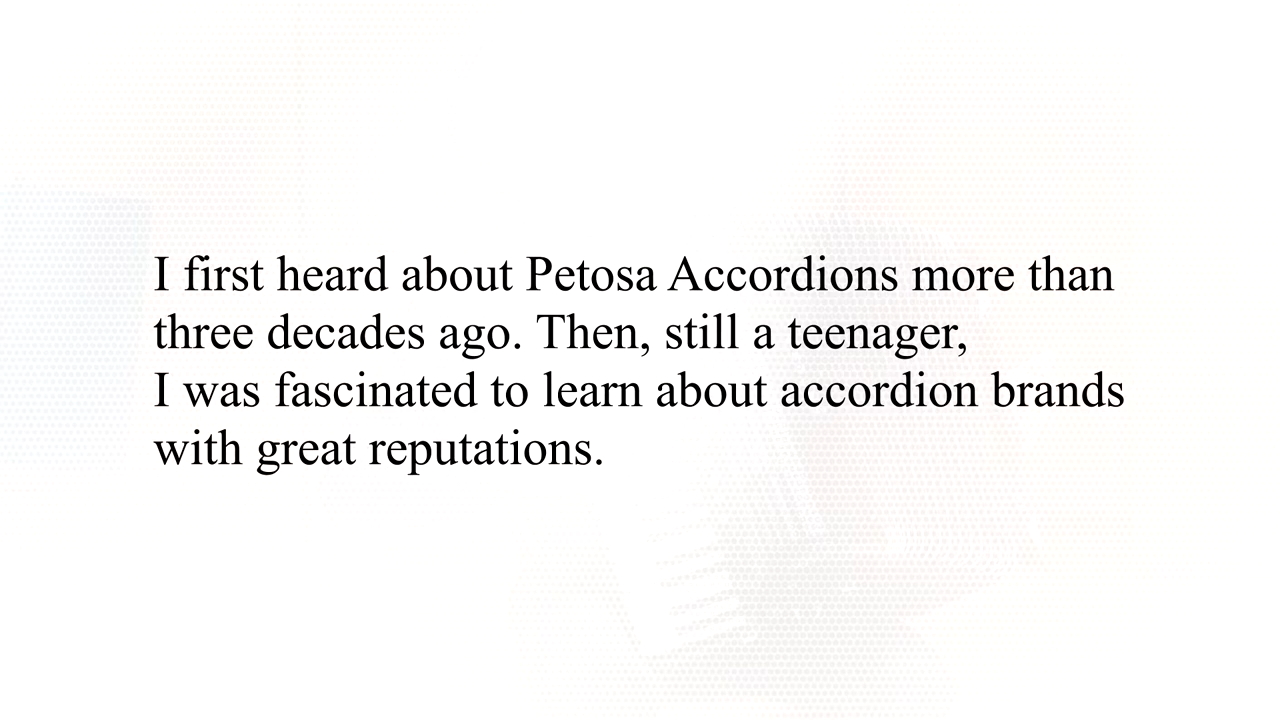 I first heard about Petosa Accordions more than
three decades ago. Then, still a teenager,
I was fascinated to learn about accordion brands
with great reputations.